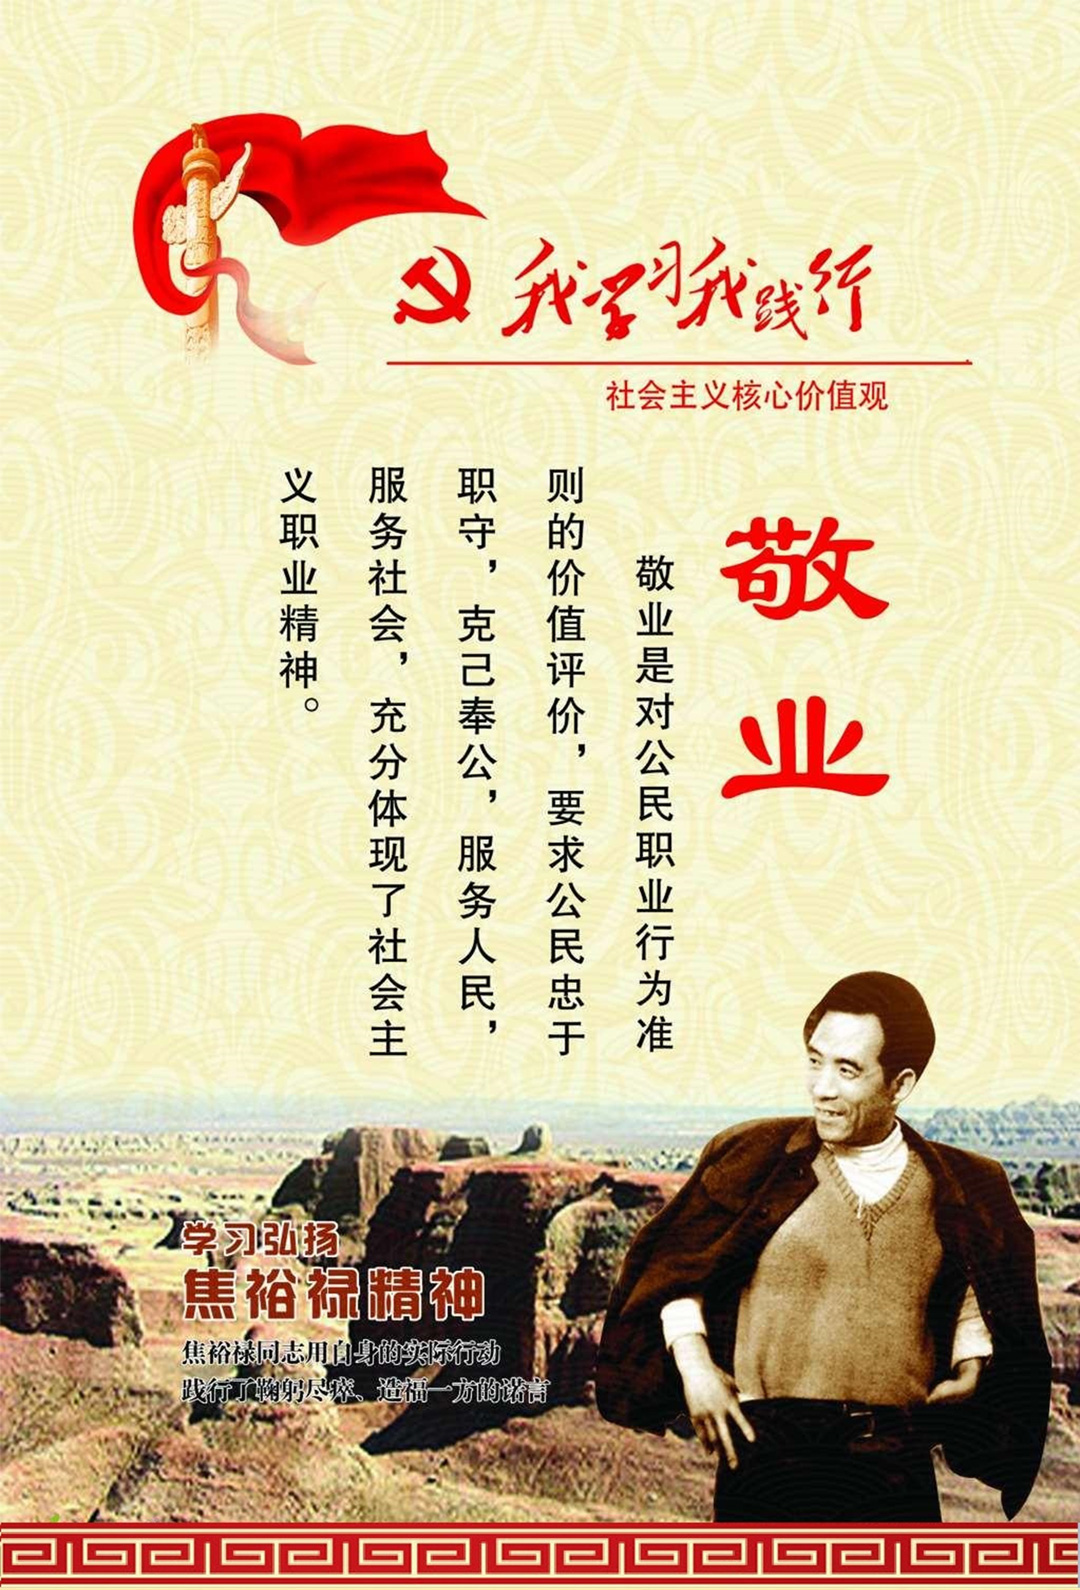 我学习我践行
社会主义核心价值观
敬业
敬业是对公民职业行为准
则的价值评价，要求公民忠于
职守，克己奉公，服务人民，
服务社会，充分体现了社会主
义职业精神。
学习弘扬
焦裕禄精神
焦裕禄同志用自身的实际行动
践行了鞠躬尽瘁、造福一方的诺言